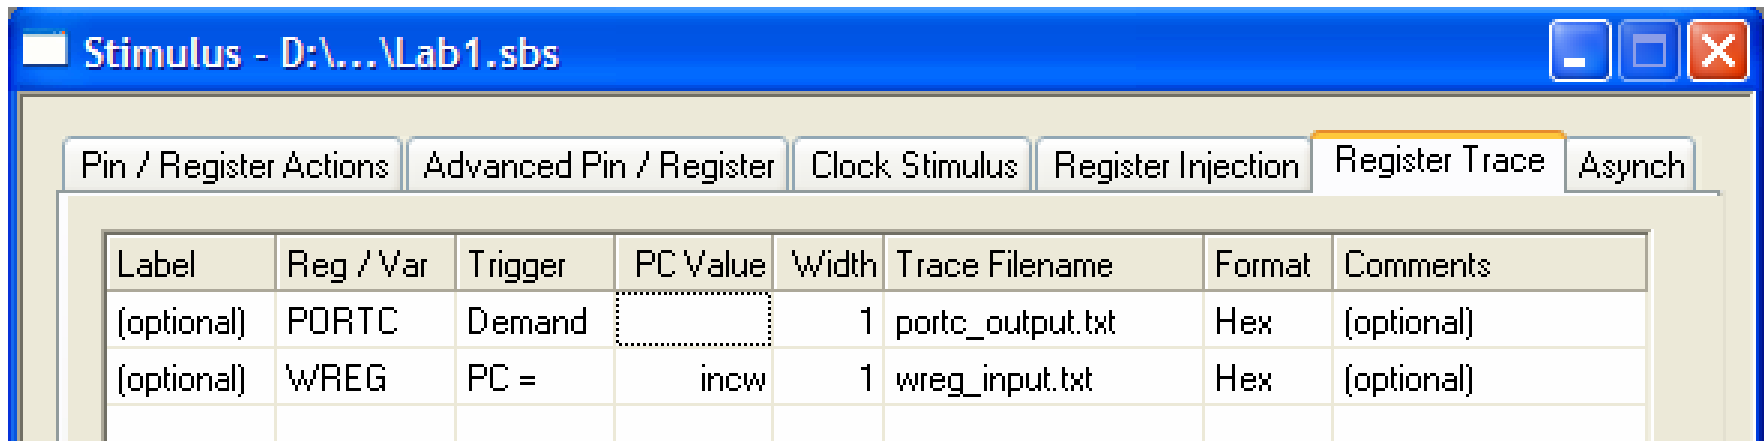 Stimulus - D:\...\Lab1.sbs
Pin / Register Actions Advanced Pin / Register Clock Stimulus Register Injection Register Trace Asynch
Label Reg / Var Trigger PC Value Width Trace Filename Format Comments
(optional) PORTC Demand 1 portc_output.txt Hex (optional)
(optional) WREG PC = incw 1 wreg_input.txt Hex (optional)